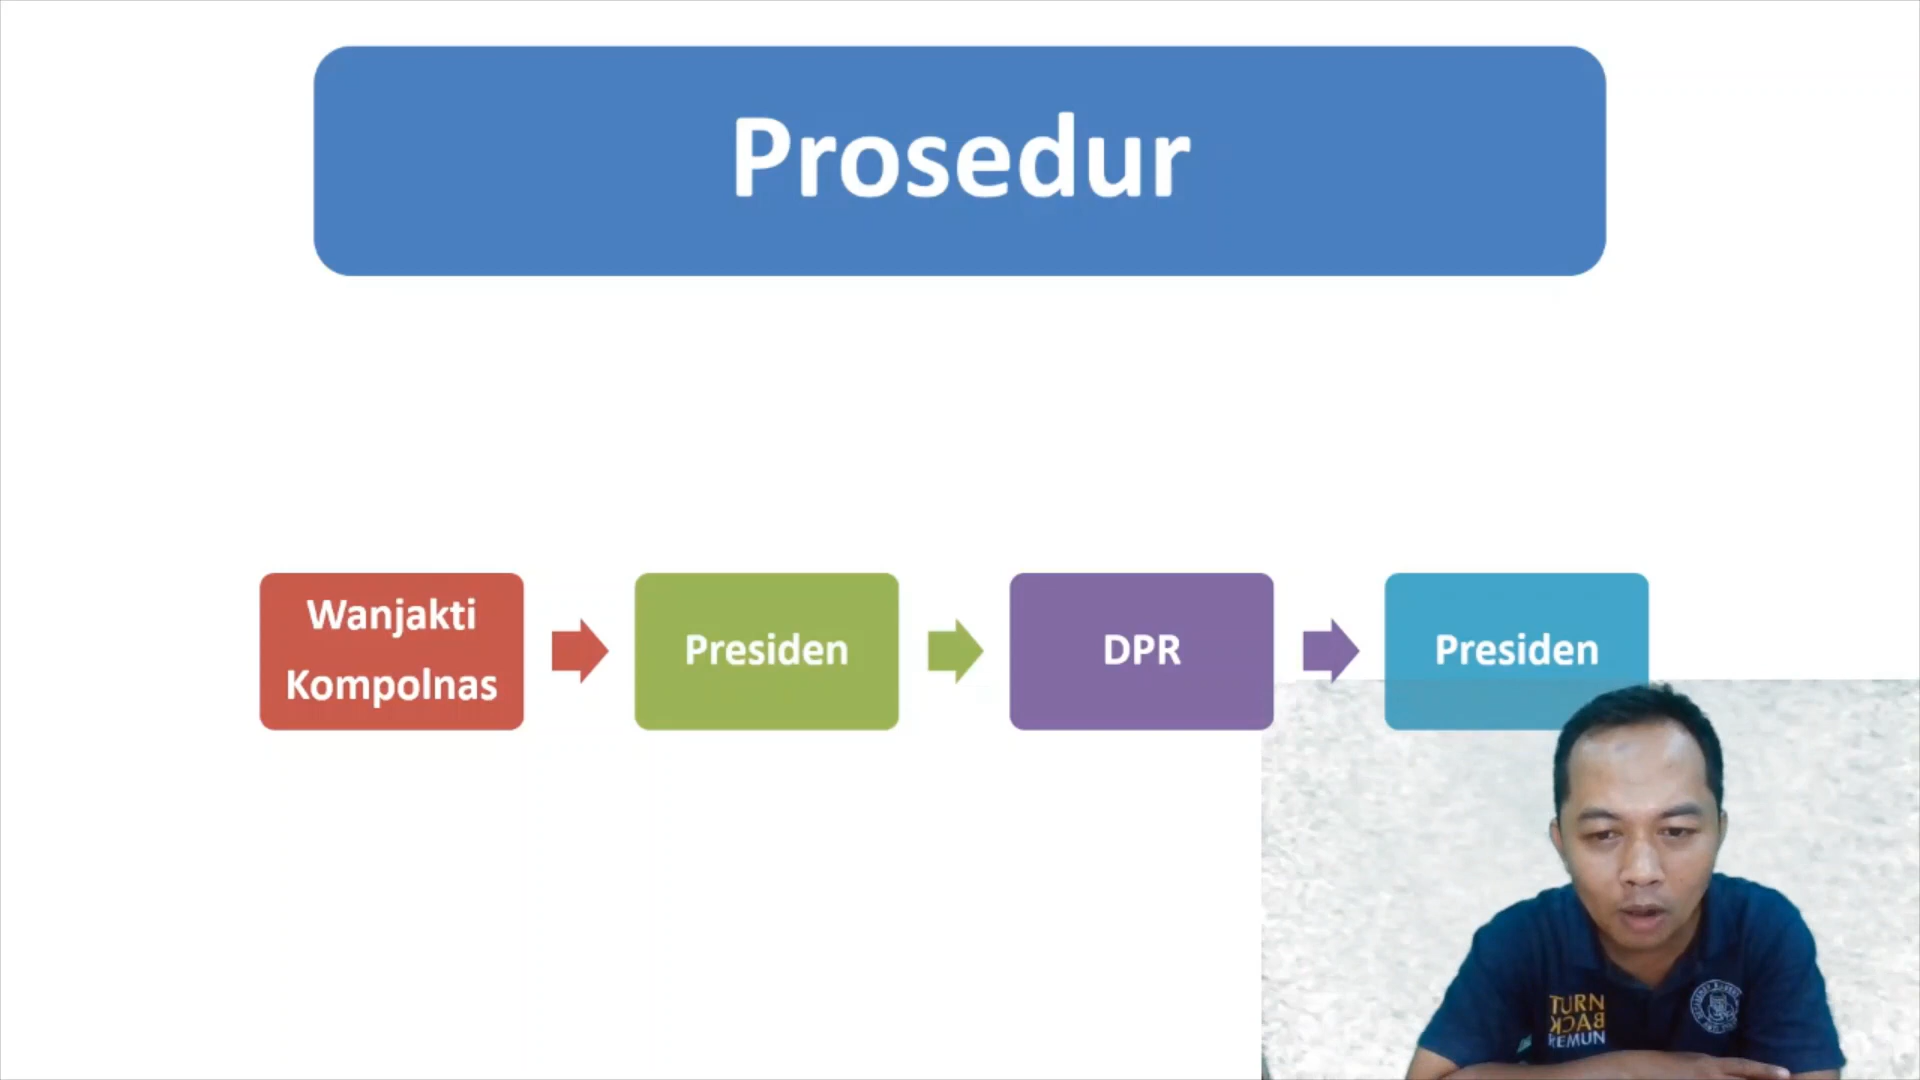 Prosedur
Wanjakti
Kompolnas
Presiden
DPR
Presiden
TURN
BACK